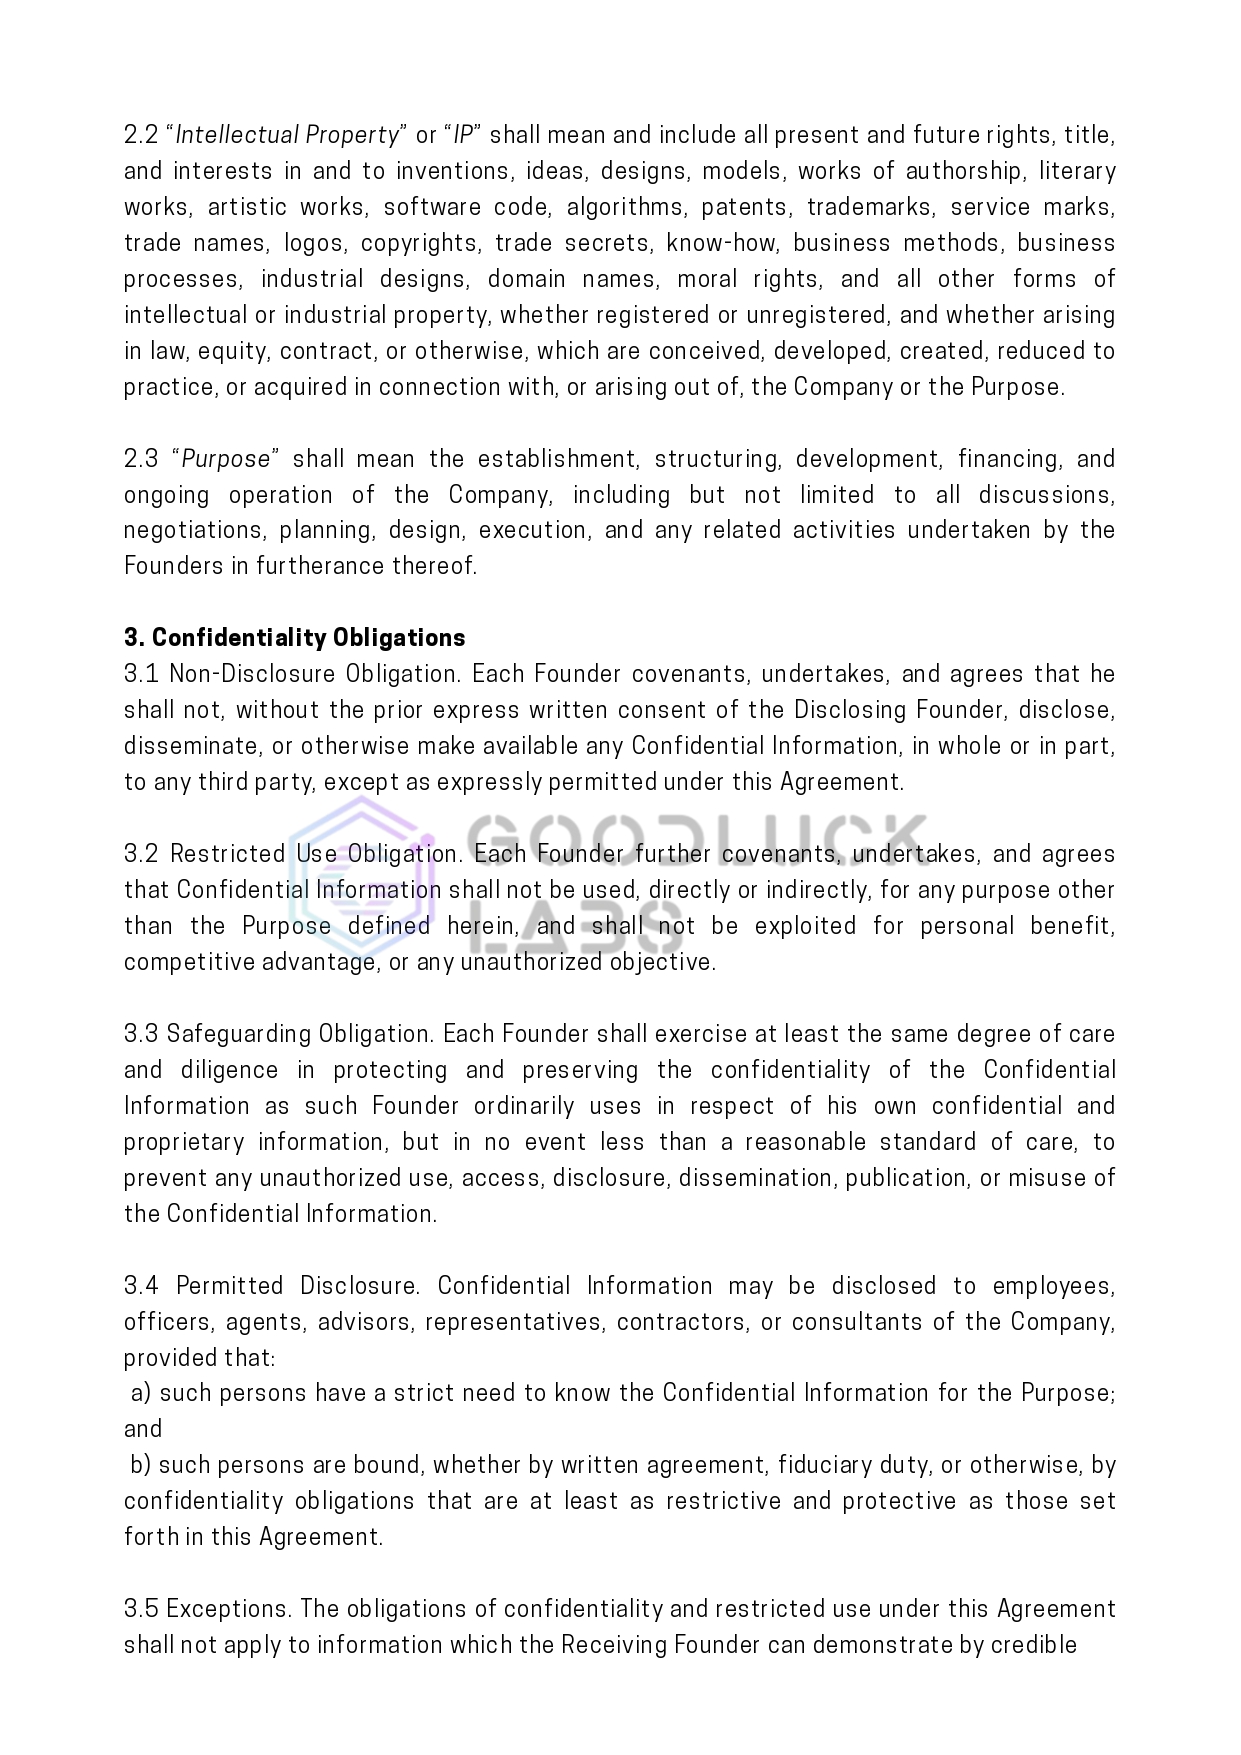 2.2 “Intellectual Property” or “IP” shall mean and include all present and future rights, title,
and interests in and to inventions, ideas, designs, models, works of authorship, literary
works, artistic works, software code, algorithms, patents, trademarks, service marks,
trade names, logos, copyrights, trade secrets, know-how, business methods, business
processes, industrial designs, domain names, moral rights, and all other forms of
intellectual or industrial property, whether registered or unregistered, and whether arising
in law, equity, contract, or otherwise, which are conceived, developed, created, reduced to
practice, or acquired in connection with, or arising out of, the Company or the Purpose.
2.3 “Purpose” shall mean the establishment, structuring, development, financing, and
ongoing operation of the Company, including but not limited to all discussions,
negotiations, planning, design, execution, and any related activities undertaken by the
Founders in furtherance thereof.
3. Confidentiality Obligations
3.1 Non-Disclosure Obligation. Each Founder covenants, undertakes, and agrees that he
shall not, without the prior express written consent of the Disclosing Founder, disclose,
disseminate, or otherwise make available any Confidential Information, in whole or in part,
to any third party, except as expressly permitted under this Agreement.
GOODLUCK
LABS
3.2 Restricted Use Obligation. Each Founder further covenants, undertakes, and agrees
that Confidential Information shall not be used, directly or indirectly, for any purpose other
than the Purpose defined herein, and shall not be exploited for personal benefit,
competitive advantage, or any unauthorized objective.
3.3 Safeguarding Obligation. Each Founder shall exercise at least the same degree of care
and diligence in protecting and preserving the confidentiality of the Confidential
Information as such Founder ordinarily uses in respect of his own confidential and
proprietary information, but in no event less than a reasonable standard of care, to
prevent any unauthorized use, access, disclosure, dissemination, publication, or misuse of
the Confidential Information.
3.4 Permitted Disclosure. Confidential Information may be disclosed to employees,
officers, agents, advisors, representatives, contractors, or consultants of the Company,
provided that:
a) such persons have a strict need to know the Confidential Information for the Purpose;
and
b) such persons are bound, whether by written agreement, fiduciary duty, or otherwise, by
confidentiality obligations that are at least as restrictive and protective as those set
forth in this Agreement.
3.5 Exceptions. The obligations of confidentiality and restricted use under this Agreement
shall not apply to information which the Receiving Founder can demonstrate by credible